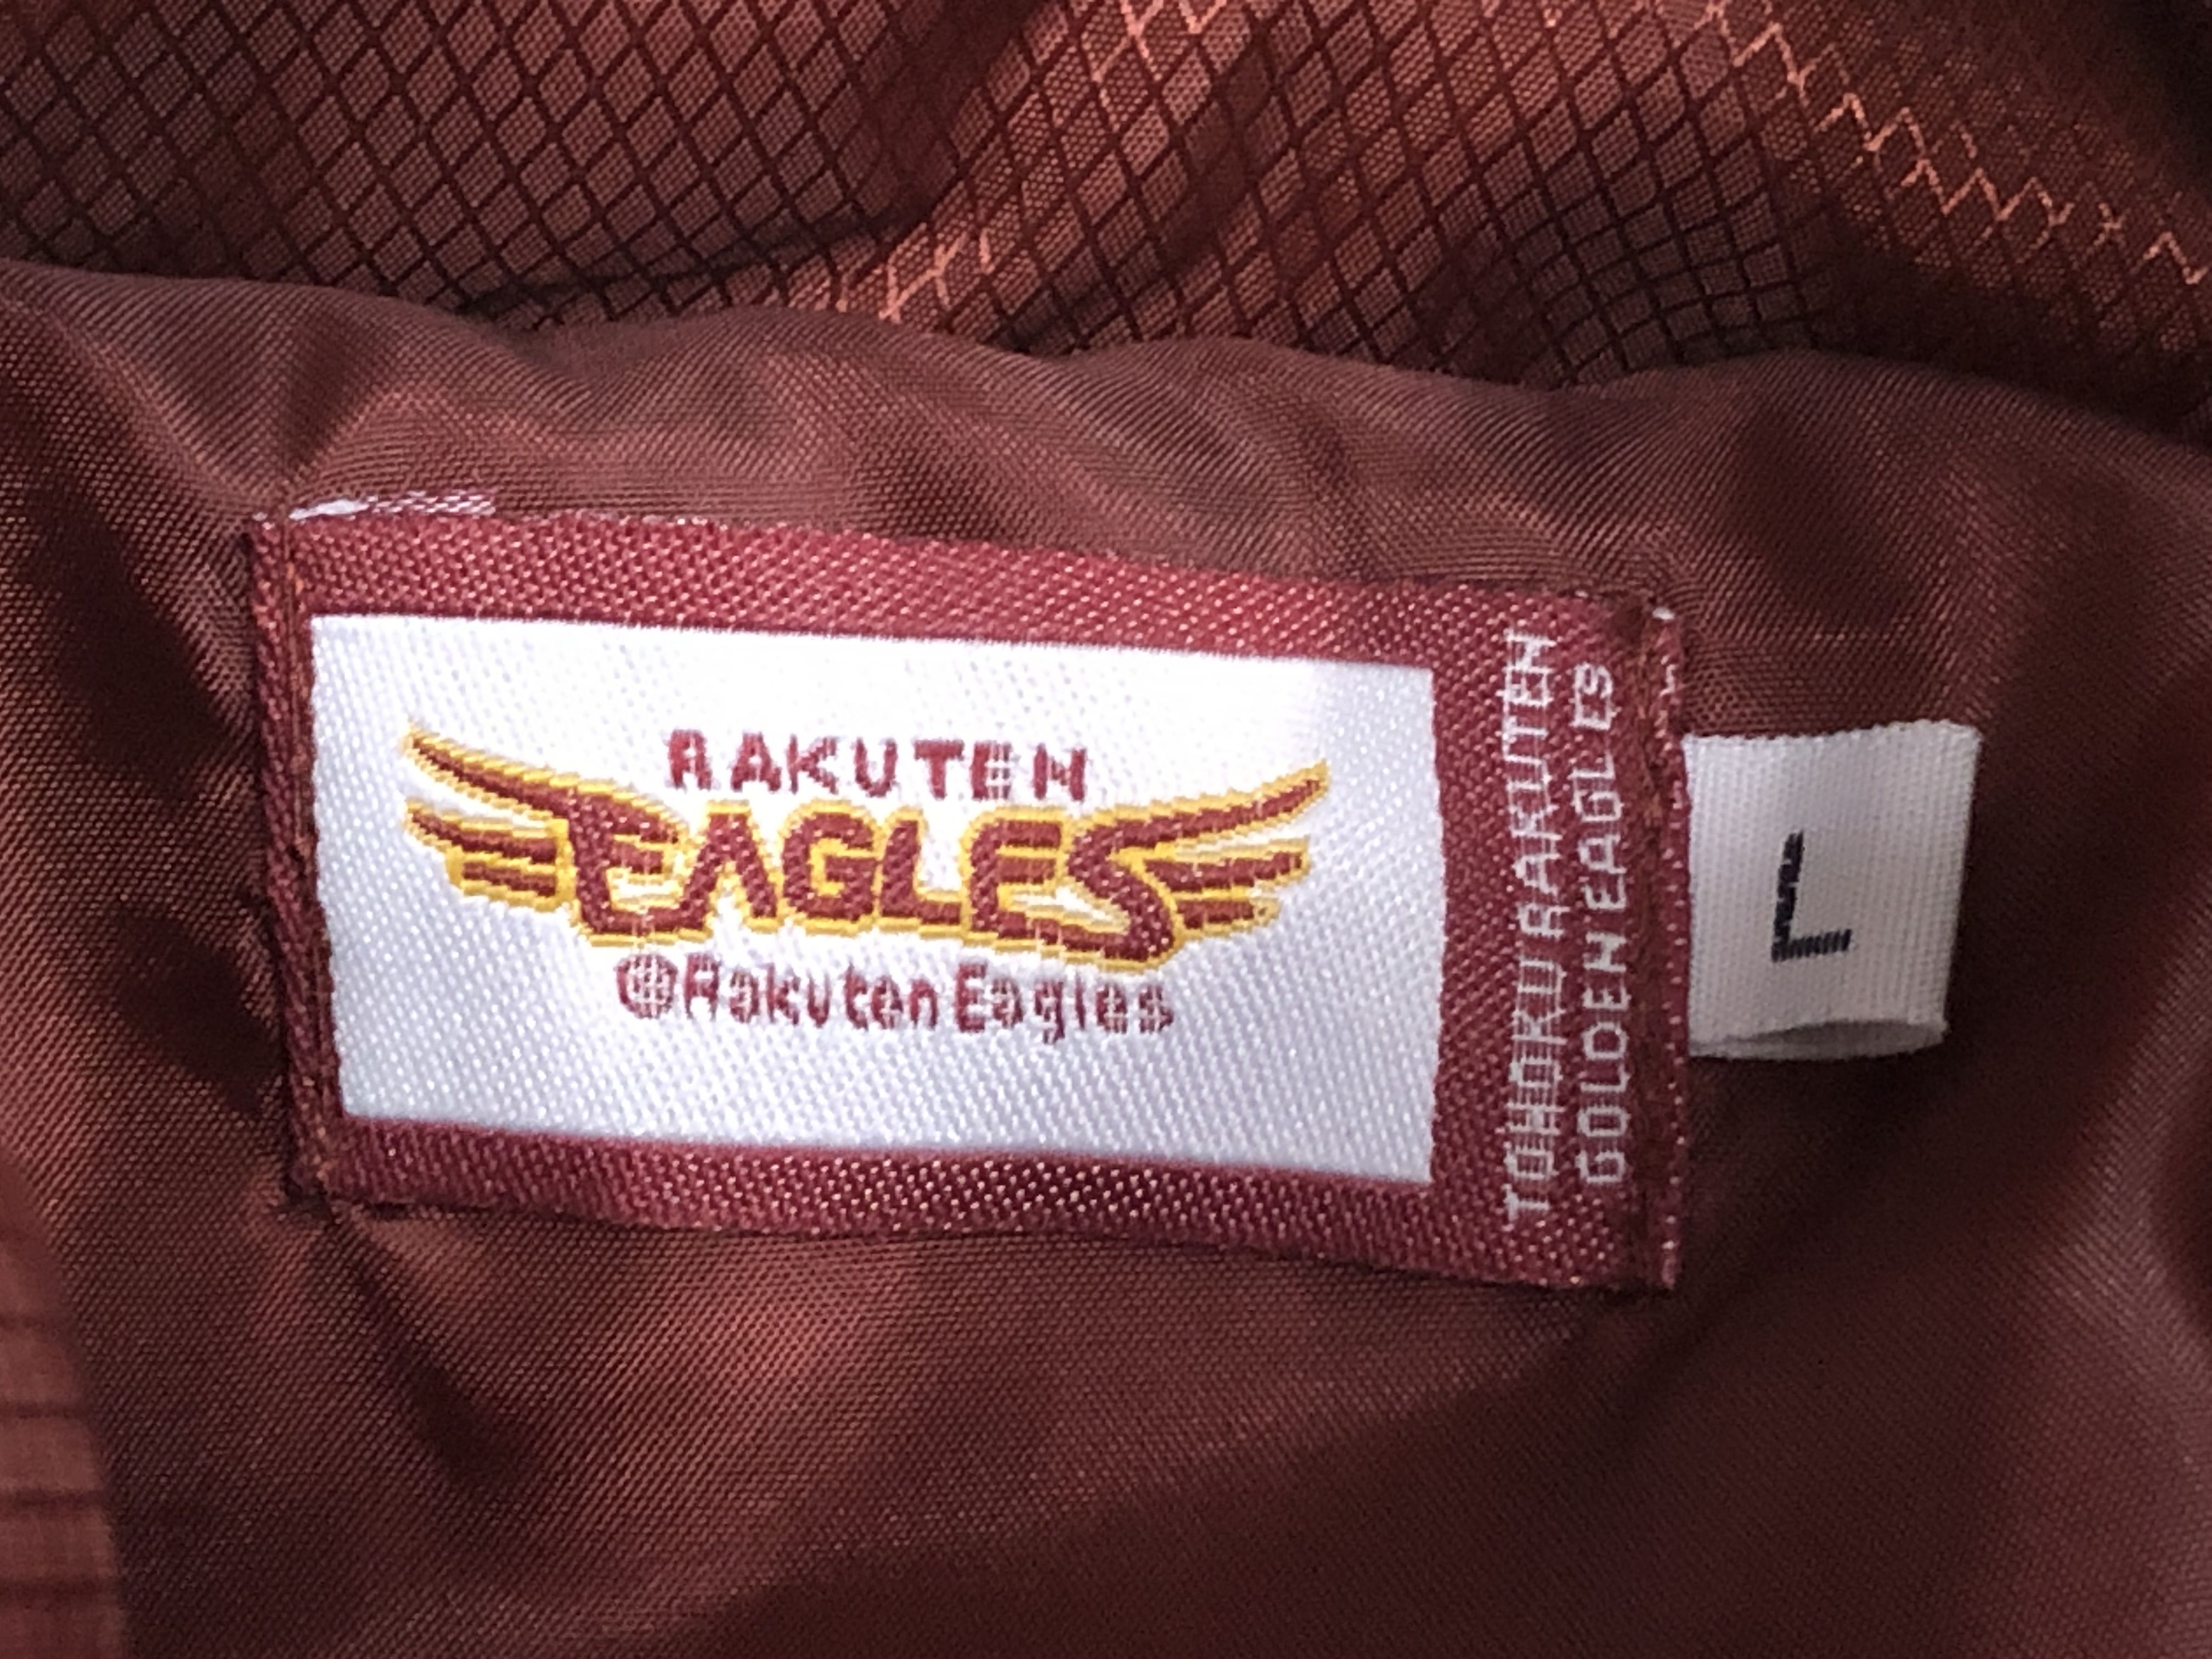 RAKUTEN
EAGLES
©Rakuten Eagles
TOHOKU RAKUTEN
GOLDEN EAGLES
L